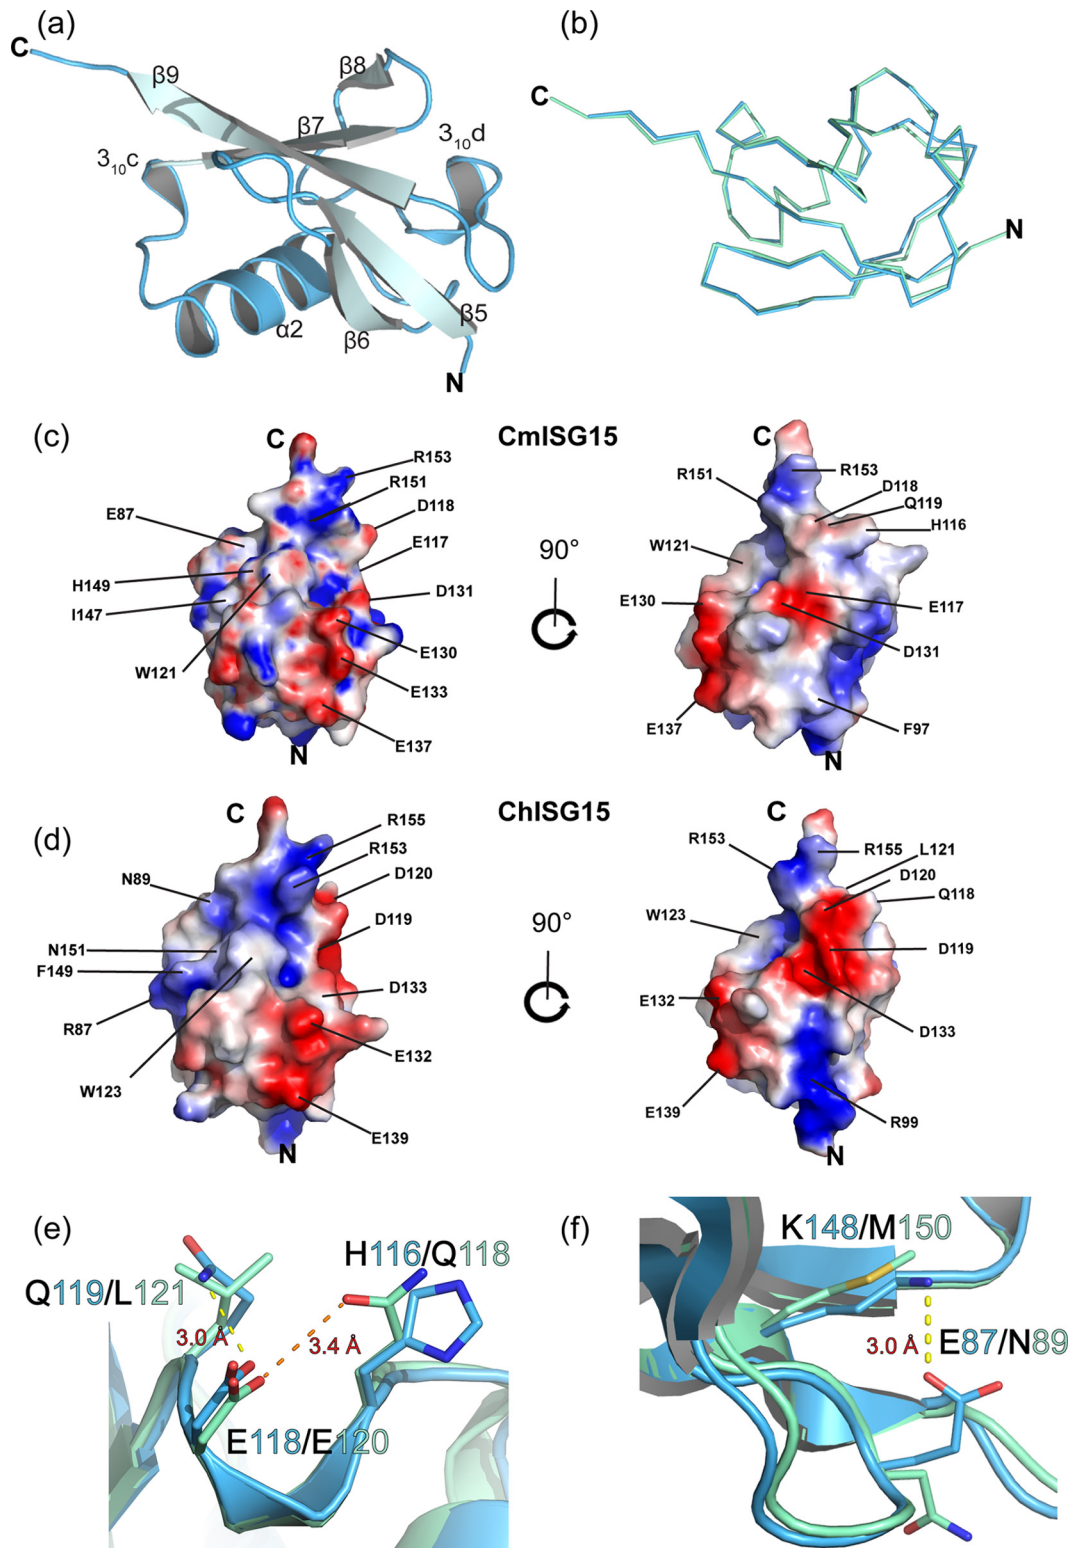 (a)
C
β9
β8
β7
3₁₀c
3₁₀d
α2
β6
β5
N
(b)
C
N
(c)
CmISG15
C
R153
R151
D118
E87
E117
H149
I147
D131
W121
E130
E133
E137
N
90°
C
R153
R151
D118
Q119
H116
W121
E130
E117
D131
E137
F97
N
(d)
ChISG15
C
R155
R153
D120
N89
D119
N151
F149
D133
R87
E132
W123
E139
N
90°
C
R153
R155
L121
D120
Q118
W123
D119
E132
D133
E139
R99
N
(e)
H116/Q118
Q119/L121
3.0 Å
3.4 Å
E118/E120
(f)
K148/M150
3.0 Å
E87/N89